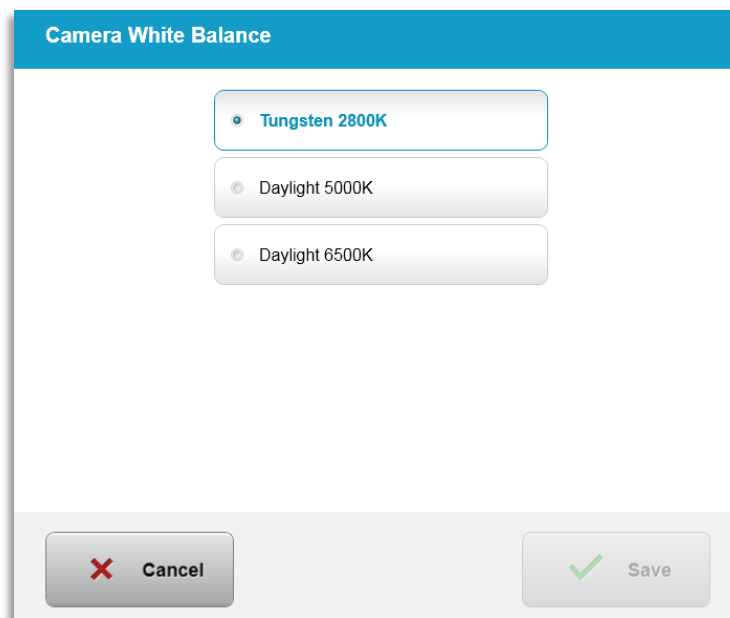 Camera White Balance
Tungsten 2800K
Daylight 5000K
Daylight 6500K
Cancel
Save